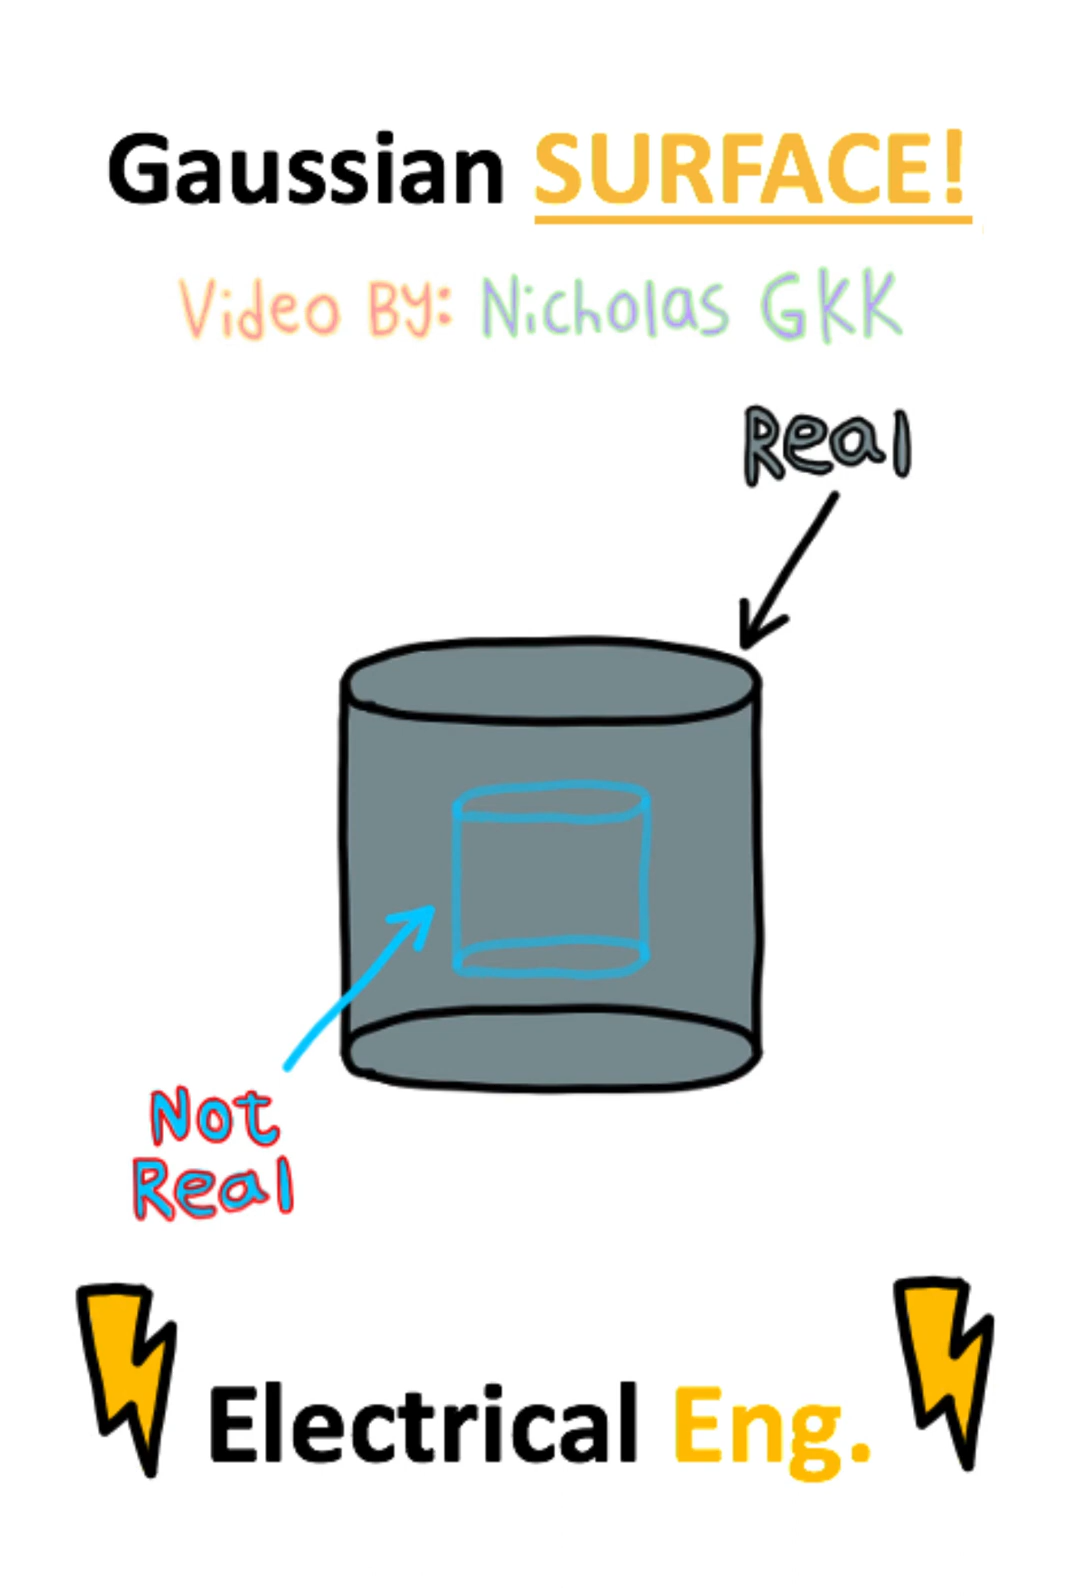 Gaussian SURFACE!
Video By: Nicholas GKK
Real
Not
Real
Electrical Eng.